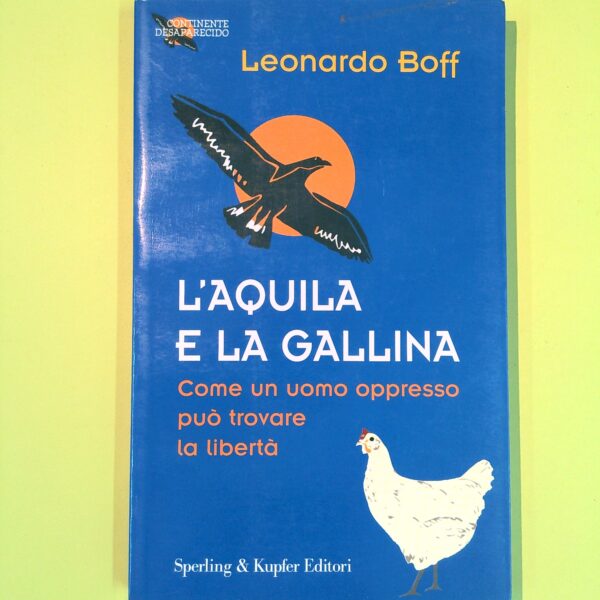 CONTINENTE
DESAPARECIDO
Leonardo Boff
L'AQUILA
E LA GALLINA
Come un uomo oppresso
può trovare
la libertà
Sperling & Kupfer Editori